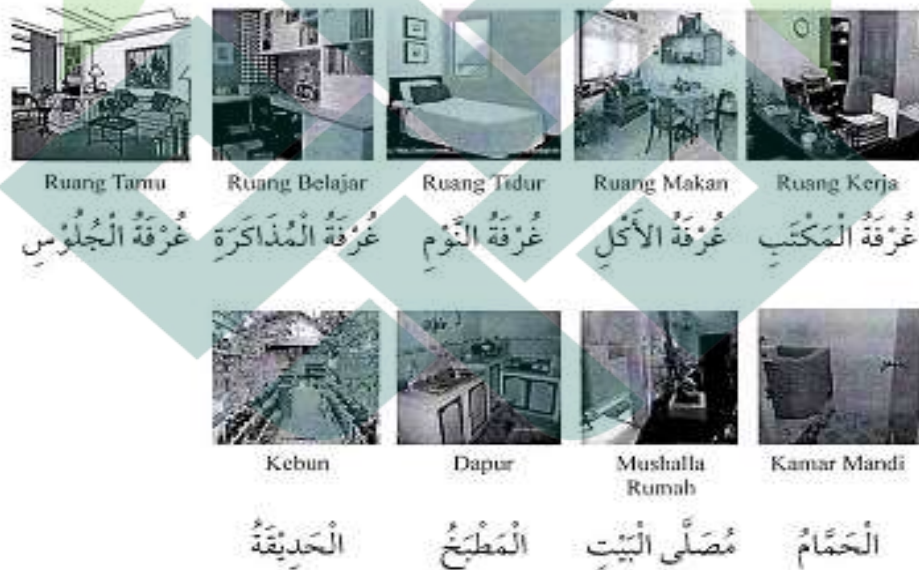 Ruang Tamu Ruang Belajar Ruang Tidur Ruang Makan Ruang Kerja
غُرْفَةُ الْجُلُوْسِ غُرْفَةُ الْمُذَاكَرَةِ غُرْفَةُ النَّوْمِ غُرْفَةُ الأَكْلِ غُرْفَةُ الْمَكْتَبِ
Kebun Dapur Mushalla Rumah Kamar Mandi
الْحَدِيْقَةُ الْمَطْبَخُ مُصَلَّى الْبَيْتِ الْحَمَّامُ